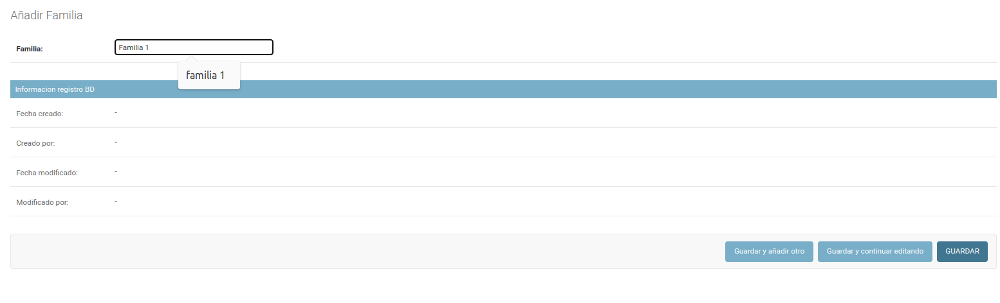 Añadir Familia
Familia: Familia 1
familia 1
Informacion registro BD
Fecha creado: -
Creado por: -
Fecha modificado: -
Modificado por: -
Guardar y añadir otro Guardar y continuar editando GUARDAR